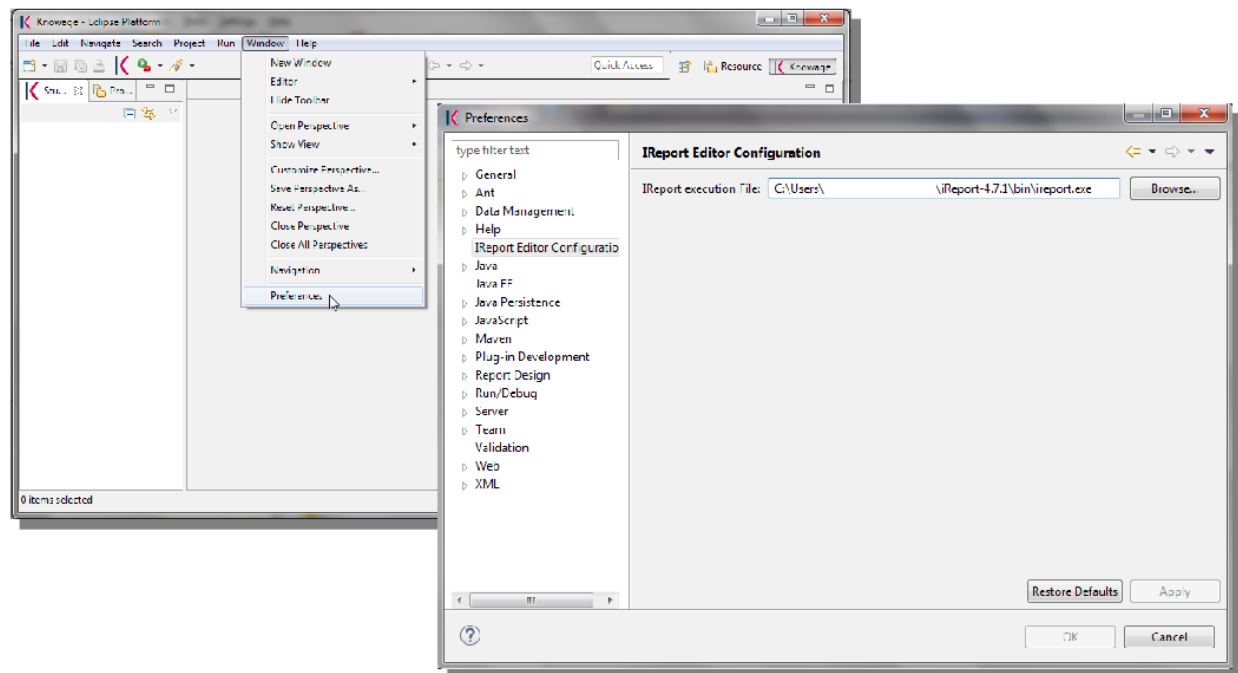 Knowage - Eclipse Platform
File Edit Navigate Search Project Run Window Help
Quick Access Resource Knowage
Stu... Pro...
New Window
Editor
Hide Toolbar
Open Perspective
Show View
Customize Perspective...
Save Perspective As...
Reset Perspective...
Close Perspective
Close All Perspectives
Navigation
Preferences
0 items selected
Preferences
type filter text
General
Ant
Data Management
Help
IReport Editor Configuratio
Java
Java EE
Java Persistence
JavaScript
Maven
Plug-in Development
Report Design
Run/Debug
Server
Team
Validation
Web
XML
IReport Editor Configuration
IReport execution File: C:\Users\ \iReport-4.7.1\bin\ireport.exe Browse...
Restore Defaults Apply
OK Cancel